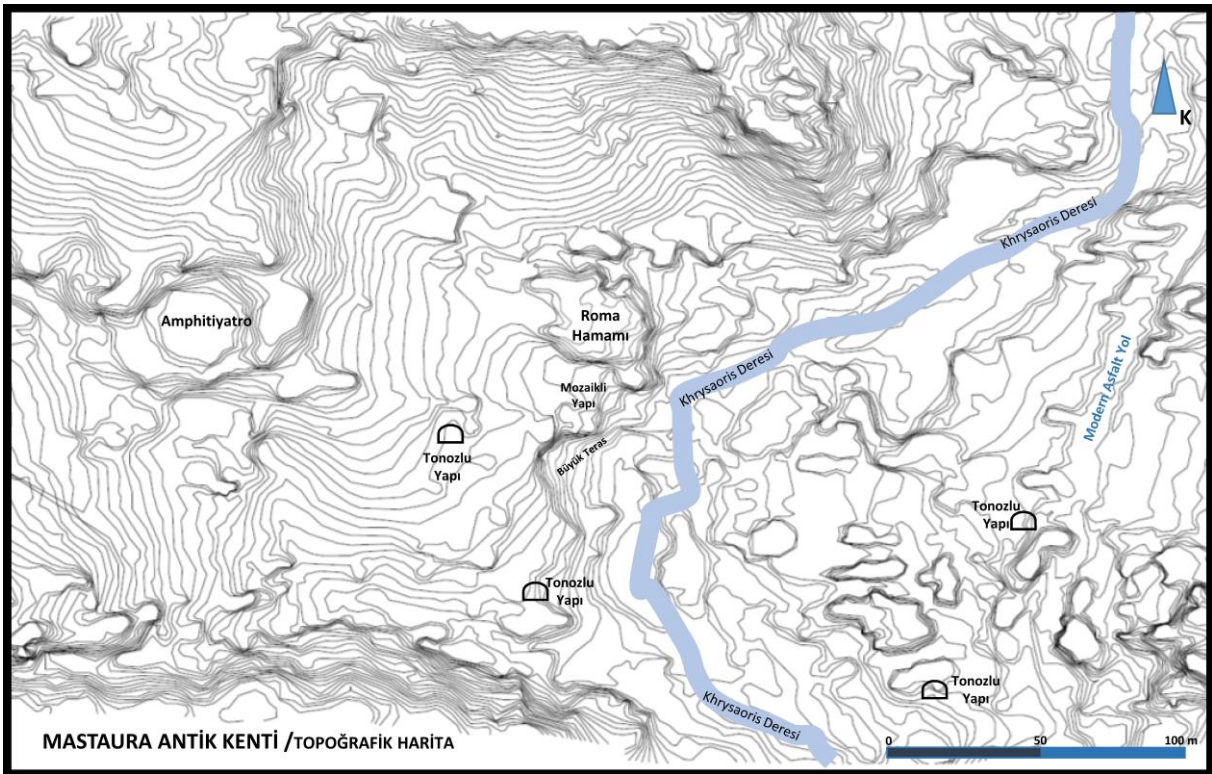 K
Khrysaoris Deresi
Amphitiyatro
Roma
Hamamı
Khrysaoris Deresi
Modern Asfalt Yol
Mozaikli
Yapı
Büyük Teras
Tonozlu
Yapı
Tonozlu
Yapı
Tonozlu
Yapı
Tonozlu
Yapı
Khrysaoris Deresi
MASTAURA ANTİK KENTİ /TOPOĞRAFİK HARİTA
0 50 100 m